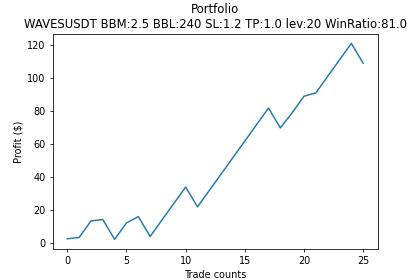 Portfolio
WAVESUSDT BBM:2.5 BBL:240 SL:1.2 TP:1.0 lev:20 WinRatio:81.0
120
100
80
60
40
20
0
Profit ($)
0 5 10 15 20 25
Trade counts